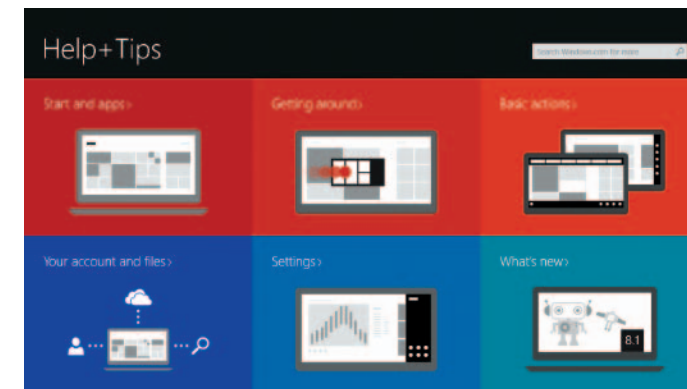 Help+Tips
Search Windows.com for more
Start and apps>
Getting around>
Basic actions>
Your account and files>
Settings>
What's new>
8.1